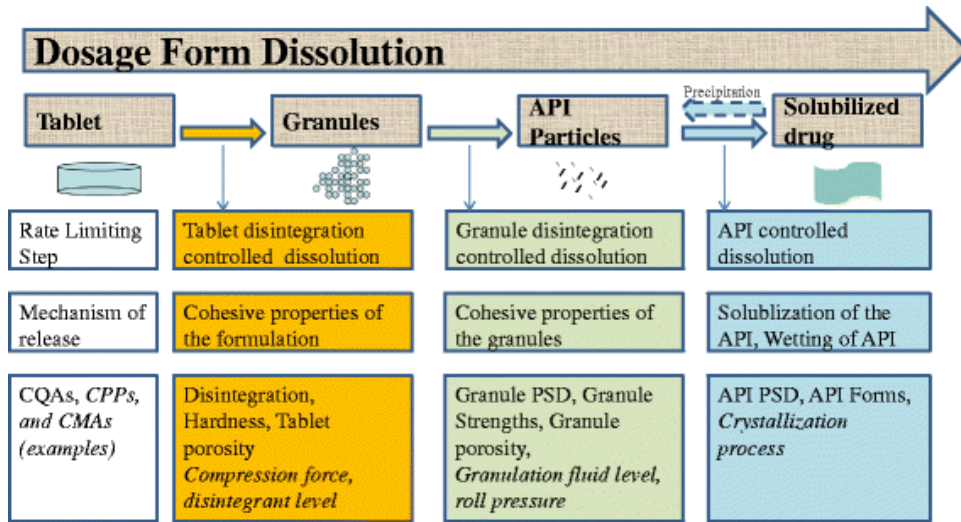 Dosage Form Dissolution
Tablet
Granules
API
Particles
Precipitation
Solubilized
drug
Rate Limiting
Step
Tablet disintegration
controlled dissolution
Granule disintegration
controlled dissolution
API controlled
dissolution
Mechanism of
release
Cohesive properties of
the formulation
Cohesive properties of
the granules
Solublization of the
API, Wetting of API
CQAs, CPPs,
and CMAs
(examples)
Disintegration,
Hardness, Tablet
porosity
Compression force,
disintegrant level
Granule PSD, Granule
Strengths, Granule
porosity,
Granulation fluid level,
roll pressure
API PSD, API Forms,
Crystallization
process